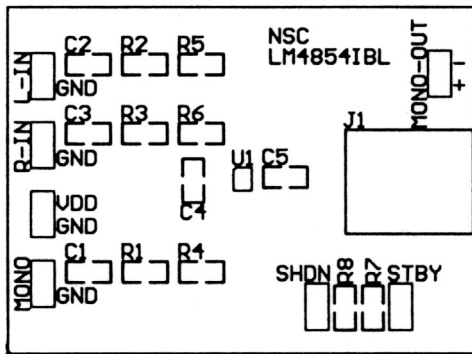 C2 R2 R5 NSC
LM4854IBL
L-IN
GND
MONO-OUT
-
+
C3 R3 R6
R-IN
GND
J1
U1 C5
VDD
GND
C4
C1 R1 R4
MONO
GND
SHDN R8 R7 STBY